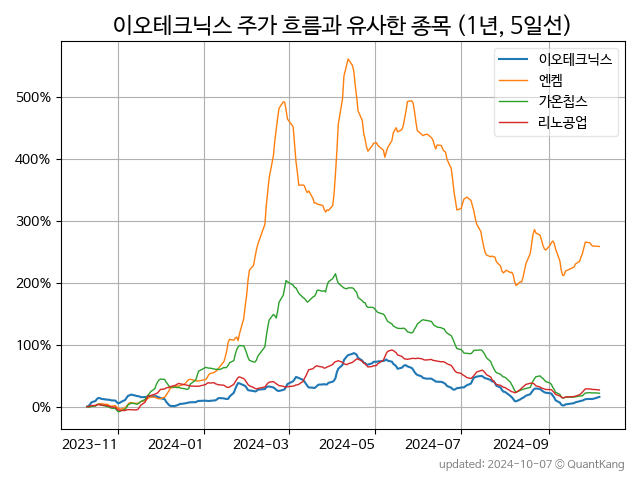 이오테크닉스 주가 흐름과 유사한 종목 (1년, 5일선)
이오테크닉스
엔켐
가온칩스
리노공업
500%
400%
300%
200%
100%
0%
2023-11 2024-01 2024-03 2024-05 2024-07 2024-09
updated: 2024-10-07 © QuantKang